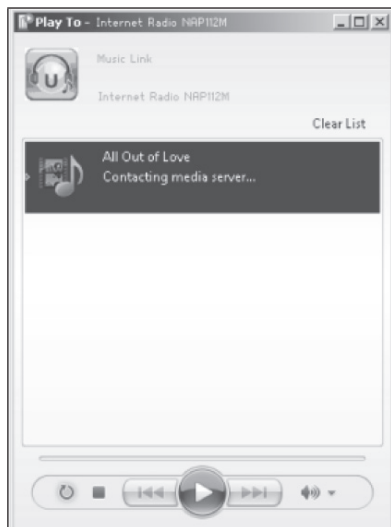 Play To - Internet Radio NAP112M
Music Link
Internet Radio NAP112M
Clear List
All Out of Love
Contacting media server...
U